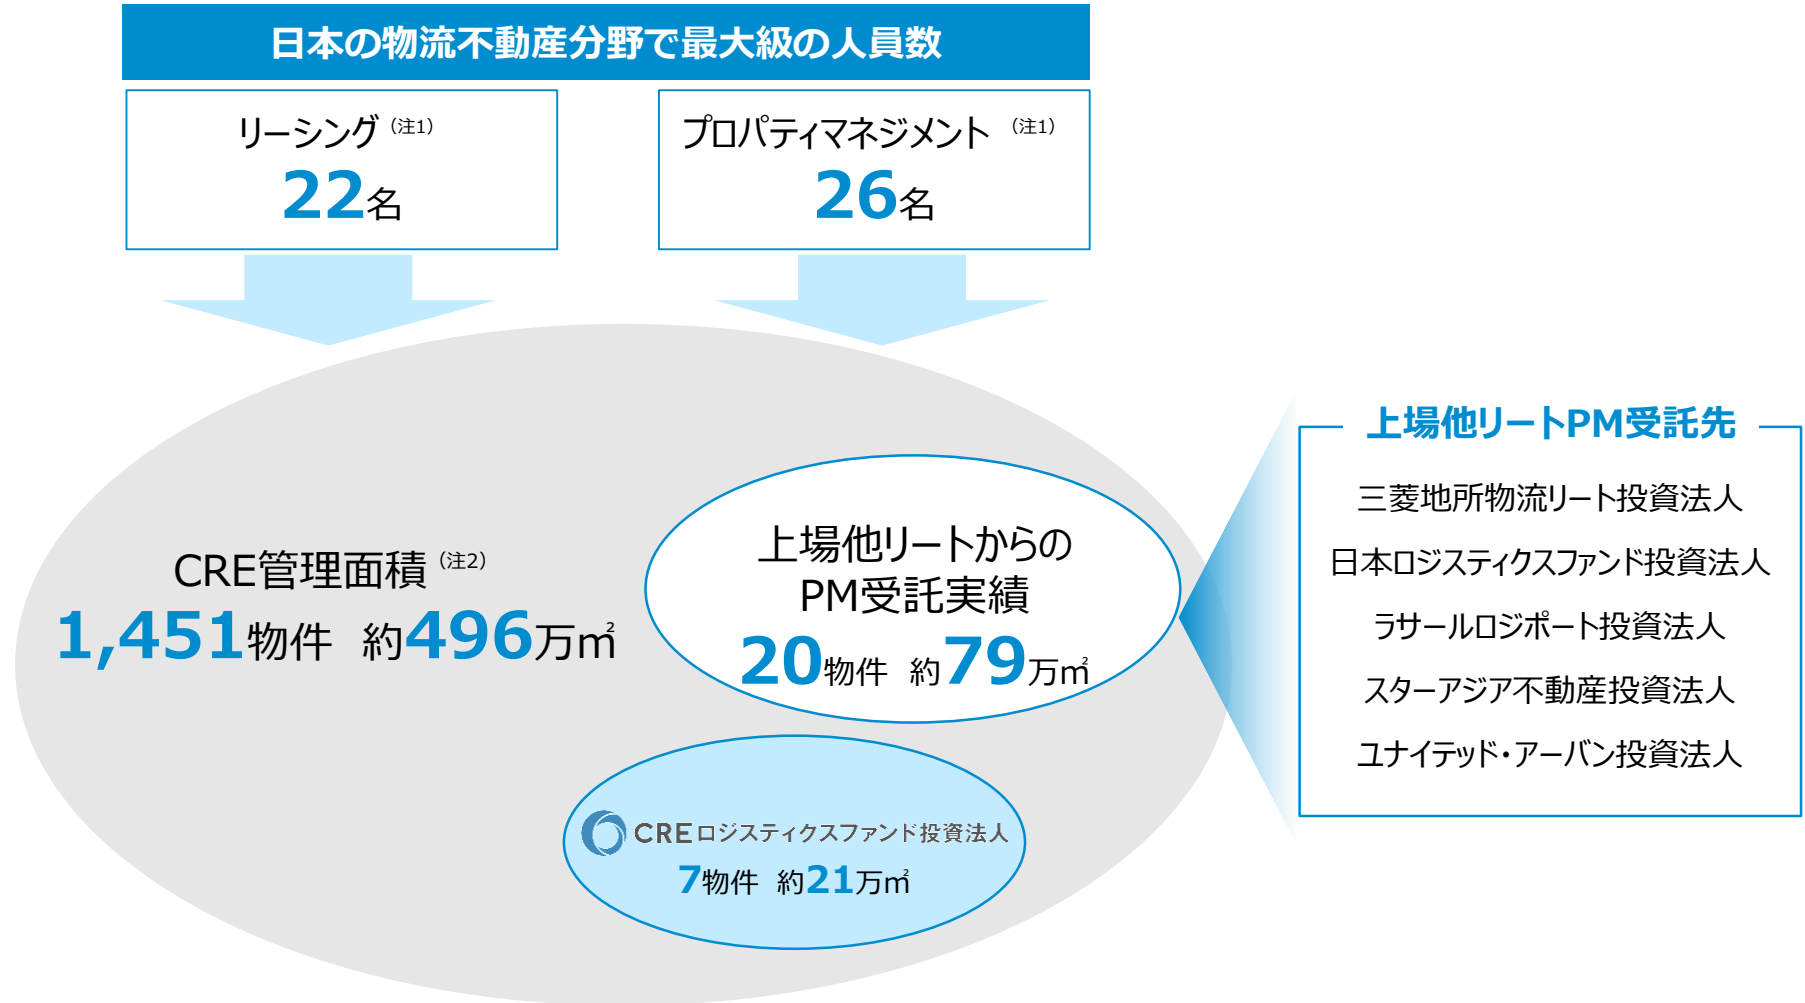 日本の物流不動産分野で最大級の人員数
リーシング（注1）
22名
プロパティマネジメント（注1）
26名
CRE管理面積（注2）
1,451物件 約496万㎡
上場他リートからの
PM受託実績
20物件 約79万㎡
CREロジスティクスファンド投資法人
7物件 約21万㎡
上場他リートPM受託先
三菱地所物流リート投資法人
日本ロジスティクスファンド投資法人
ラサールロジポート投資法人
スターアジア不動産投資法人
ユナイテッド・アーバン投資法人